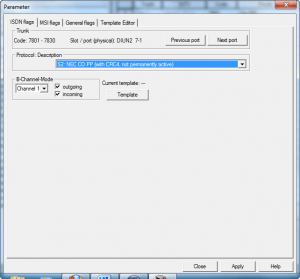 Parameter
ISDN flags MSI flags General flags Template Editor
Trunk
Code: 7801 - 7830 Slot / port (physical): DIUN2 7-1 Previous port Next port
Protocol: Description
S2: NSC CO PP (with CRC4, not permanently active)
B-Channel-Mode
Channel 1 outgoing
incoming
Current template: ---
Template
Close Apply Help